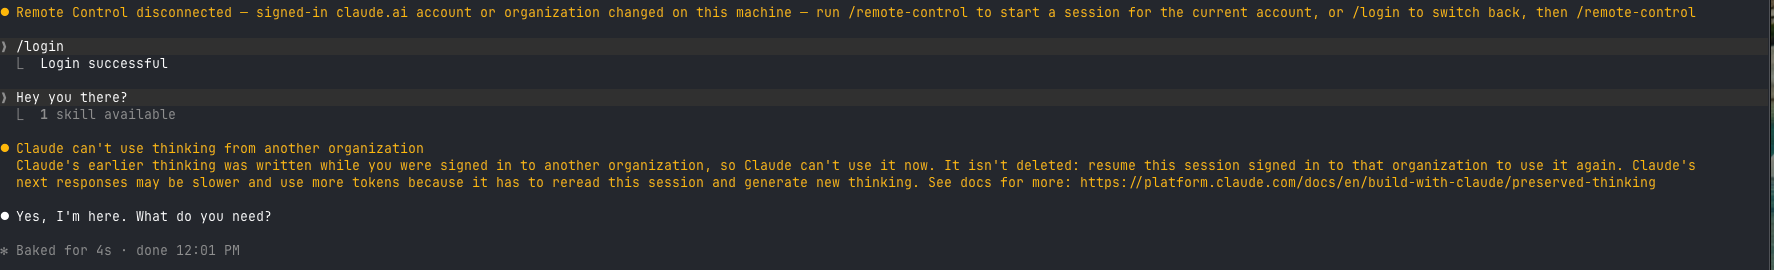 ● Remote Control disconnected — signed-in claude.ai account or organization changed on this machine — run /remote-control to start a session for the current account, or /login to switch back, then /remote-control
❯ /login
⎿  Login successful
❯ Hey you there?
⎿  1 skill available
● Claude can't use thinking from another organization
Claude's earlier thinking was written while you were signed in to another organization, so Claude can't use it now. It isn't deleted: resume this session signed in to that organization to use it again. Claude's
next responses may be slower and use more tokens because it has to reread this session and generate new thinking. See docs for more: https://platform.claude.com/docs/en/build-with-claude/preserved-thinking
● Yes, I'm here. What do you need?
✻ Baked for 4s · done 12:01 PM